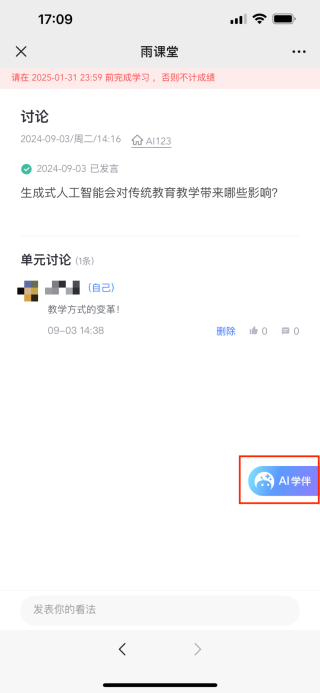 17:09
雨课堂
请在 2025-01-31 23:59 前完成学习，否则不计成绩
讨论
2024-09-03/周二/14:16 AI123
2024-09-03 已发言
生成式人工智能会对传统教育教学带来哪些影响?
单元讨论 (1条)
(自己)
教学方式的变革!
09-03 14:38 删除 0 0
AI学伴
发表你的看法